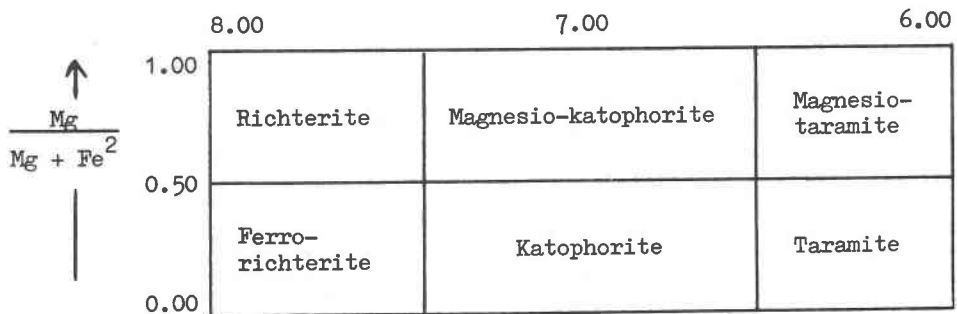 8.00 7.00 6.00
1.00
Mg
Mg + Fe2
Richterite Magnesio-katophorite Magnesio-
taramite
0.50
Ferro-
richterite Katophorite Taramite
0.00